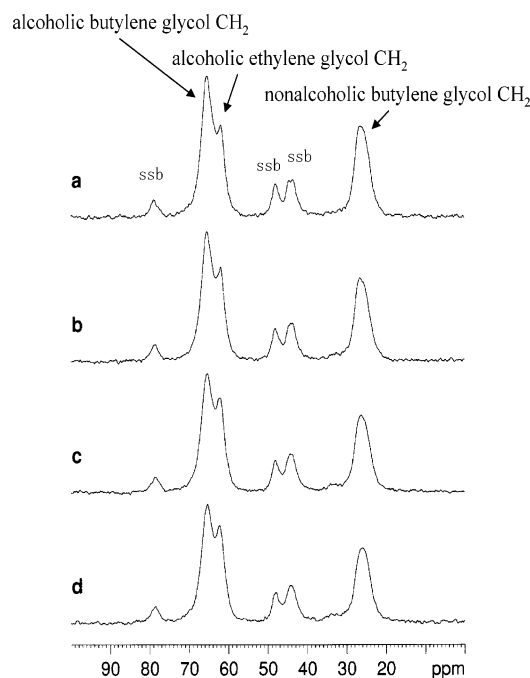 alcoholic butylene glycol CH2
alcoholic ethylene glycol CH2
nonalcoholic butylene glycol CH2
ssb
ssb
ssb
a
b
c
d
90 80 70 60 50 40 30 20 ppm